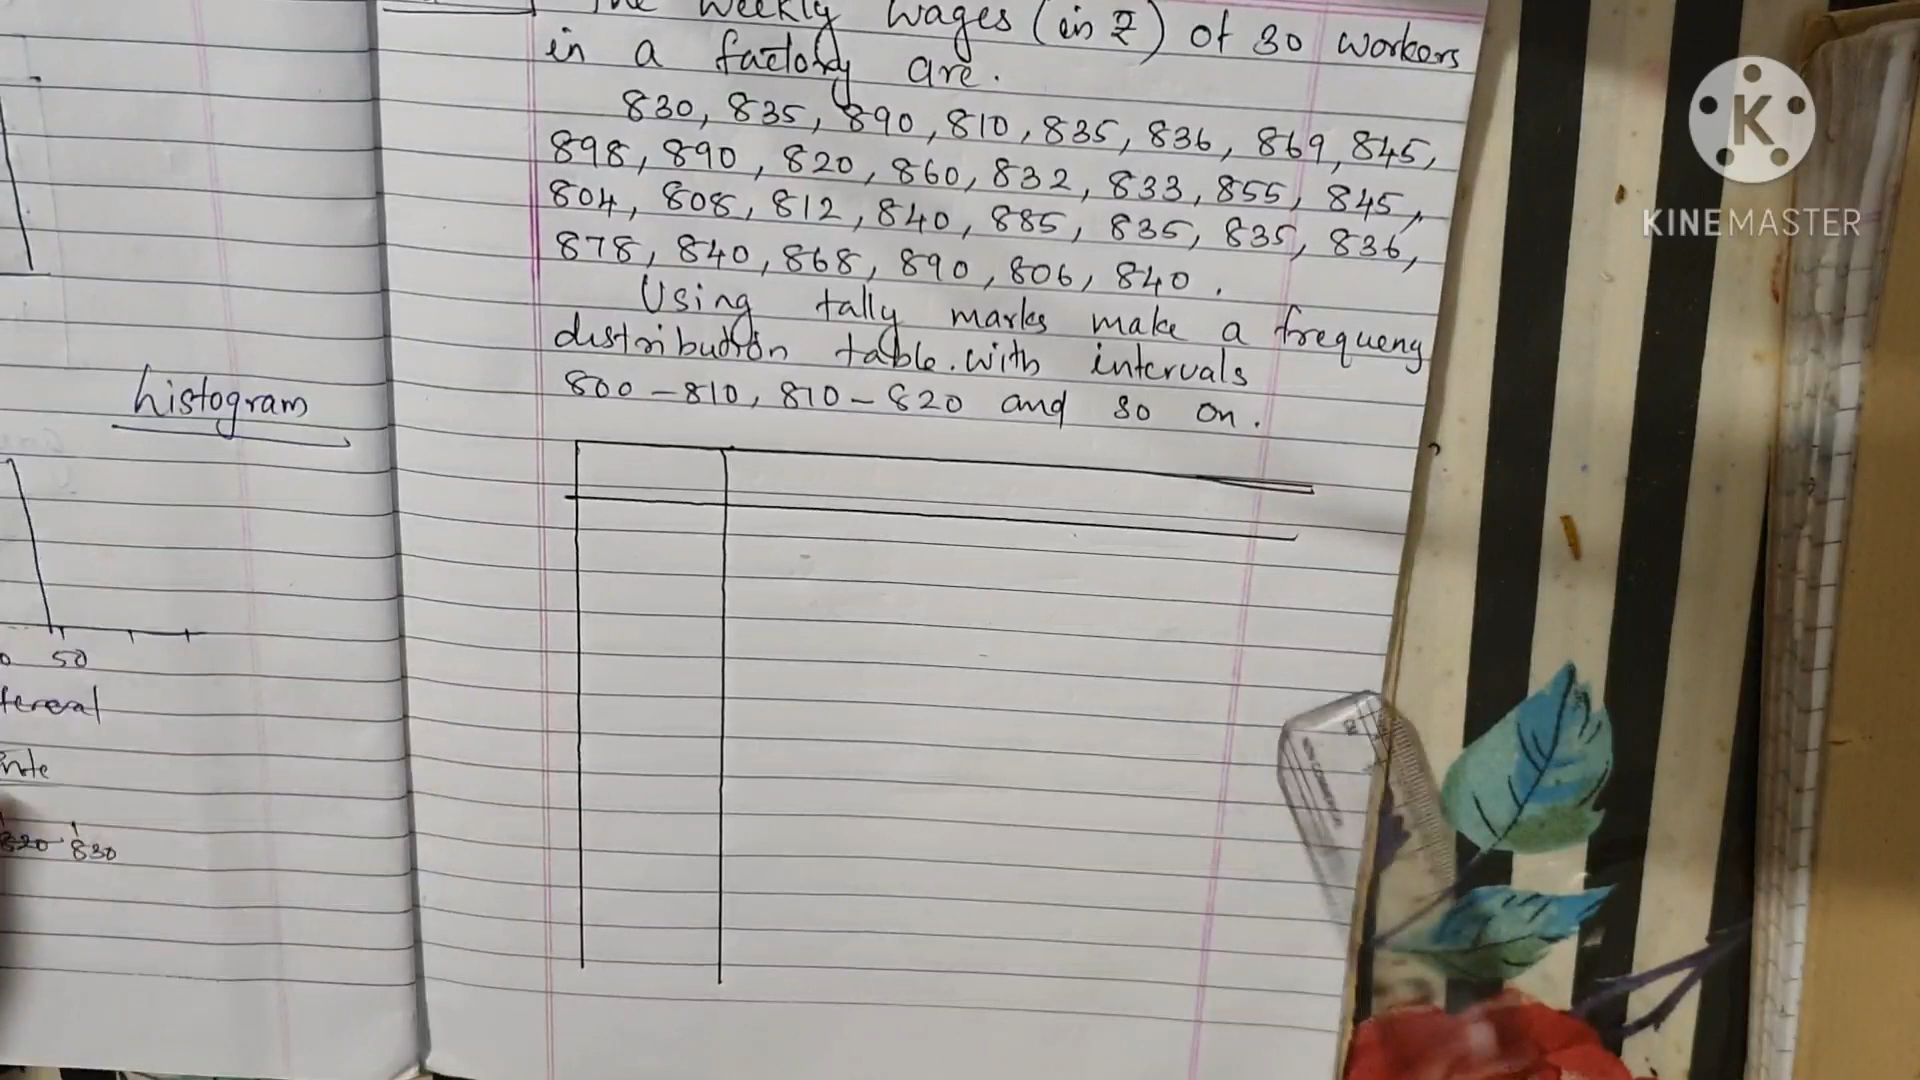 histogram
50
820 830
The weekly wages (in ₹) of 30 workers
in a factory are.
830, 835, 890, 810, 835, 836, 869, 845,
898, 890, 820, 860, 832, 833, 855, 845,
804, 808, 812, 840, 885, 835, 835, 836,
878, 840, 868, 890, 806, 840.
Using tally marks make a frequeny
distribution table. with intervals
800-810, 810-820 and so on.
K
KINEMASTER